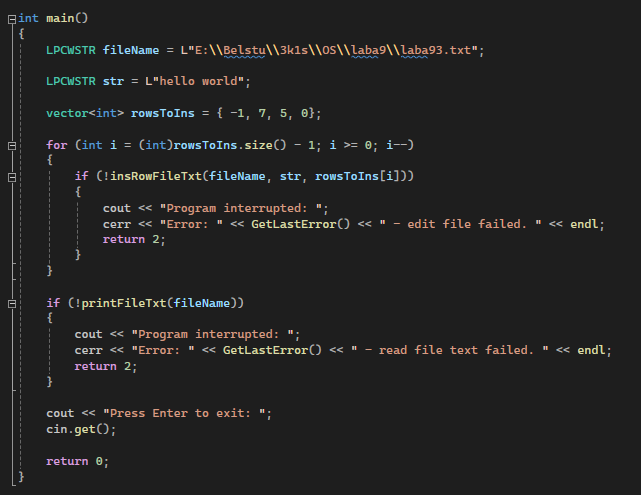 int main()
{
LPCWSTR fileName = L"E:\\Belstu\\3k1s\\OS\\laba9\\laba93.txt";
LPCWSTR str = L"hello world";
vector<int> rowsToIns = { -1, 7, 5, 0};
for (int i = (int)rowsToIns.size() - 1; i >= 0; i--)
{
if (!insRowFileTxt(fileName, str, rowsToIns[i]))
{
cout << "Program interrupted: ";
cerr << "Error: " << GetLastError() << " - edit file failed. " << endl;
return 2;
}
}
if (!printFileTxt(fileName))
{
cout << "Program interrupted: ";
cerr << "Error: " << GetLastError() << " - read file text failed. " << endl;
return 2;
}
cout << "Press Enter to exit: ";
cin.get();
return 0;
}